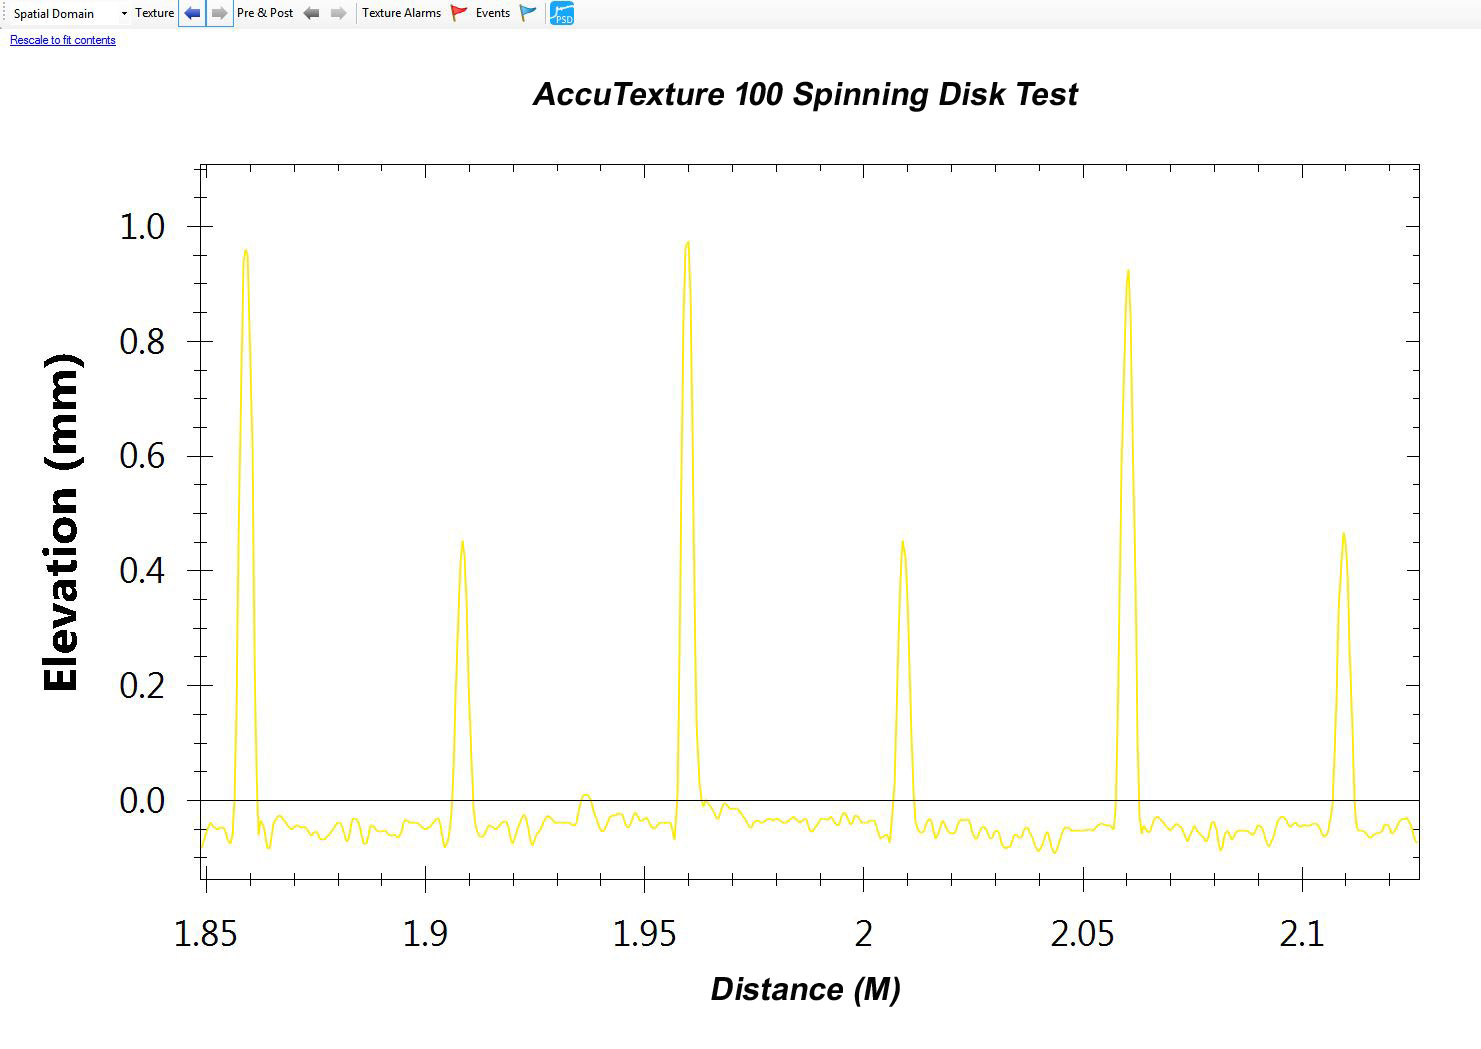 Spatial Domain Texture Pre & Post Texture Alarms Events PSD
Rescale to fit contents
AccuTexture 100 Spinning Disk Test
1.0
0.8
0.6
0.4
0.2
0.0
Elevation (mm)
1.85 1.9 1.95 2 2.05 2.1
Distance (M)